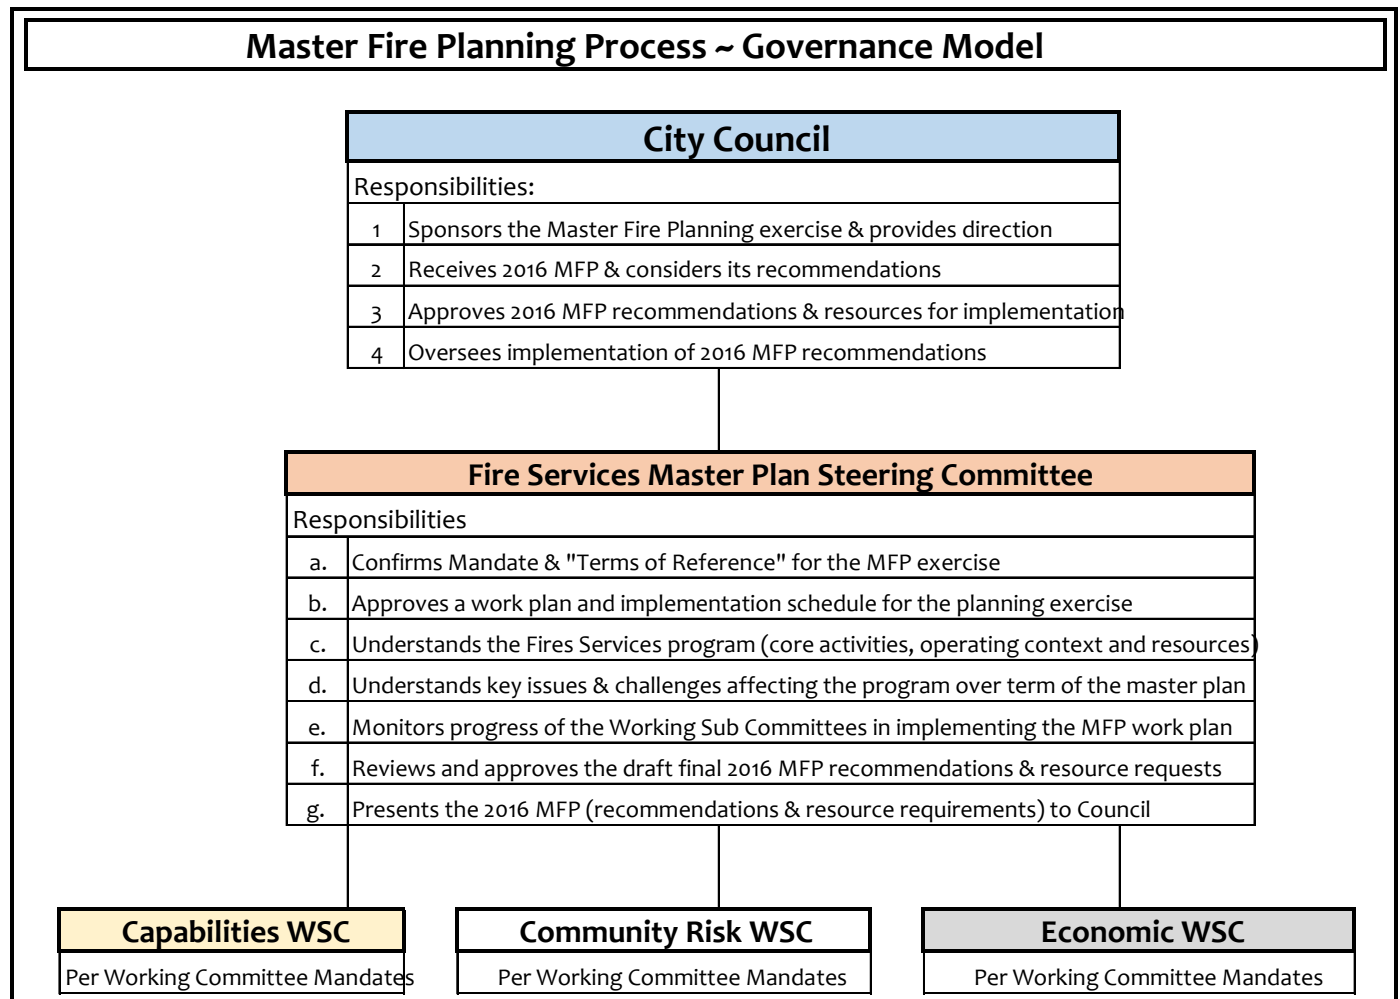 Master Fire Planning Process ~ Governance Model
City Council
Responsibilities:
1 Sponsors the Master Fire Planning exercise & provides direction
2 Receives 2016 MFP & considers its recommendations
3 Approves 2016 MFP recommendations & resources for implementation
4 Oversees implementation of 2016 MFP recommendations
Fire Services Master Plan Steering Committee
Responsibilities
a. Confirms Mandate & "Terms of Reference" for the MFP exercise
b. Approves a work plan and implementation schedule for the planning exercise
c. Understands the Fires Services program (core activities, operating context and resources)
d. Understands key issues & challenges affecting the program over term of the master plan
e. Monitors progress of the Working Sub Committees in implementing the MFP work plan
f. Reviews and approves the draft final 2016 MFP recommendations & resource requests
g. Presents the 2016 MFP (recommendations & resource requirements) to Council
Capabilities WSC
Per Working Committee Mandates
Community Risk WSC
Per Working Committee Mandates
Economic WSC
Per Working Committee Mandates